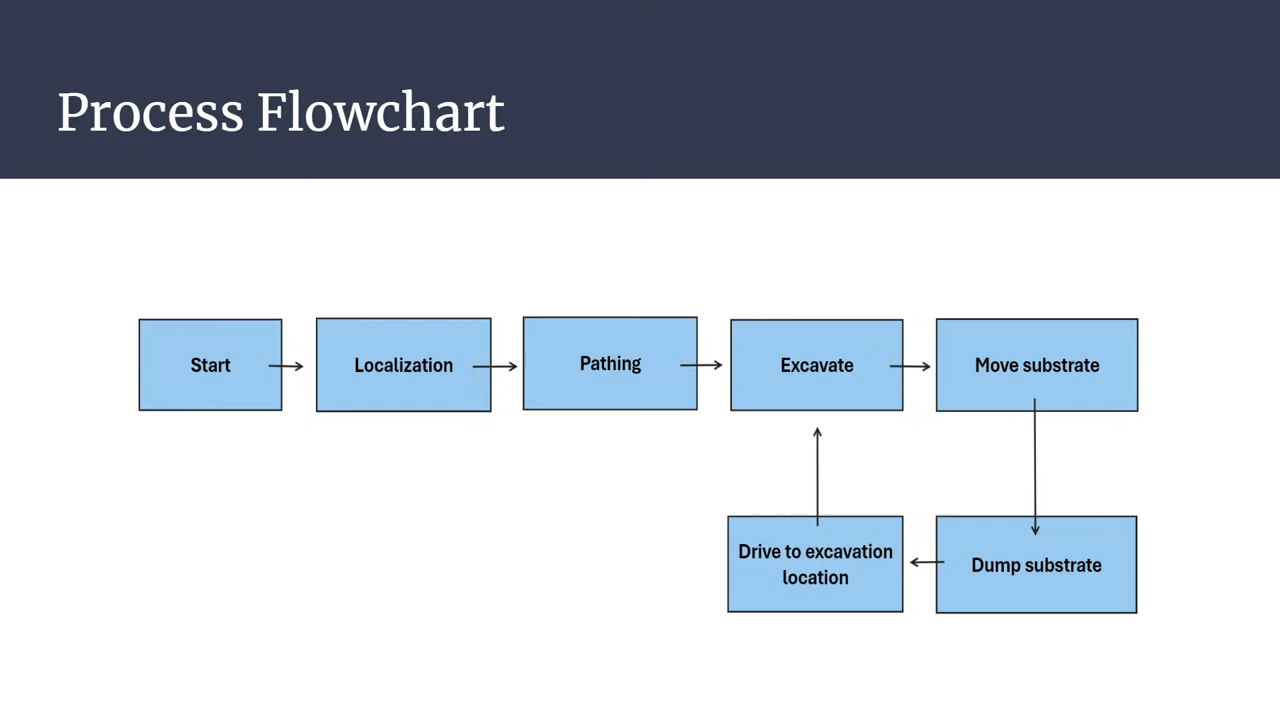 Process Flowchart
Start
Localization
Pathing
Excavate
Move substrate
Drive to excavation
location
Dump substrate